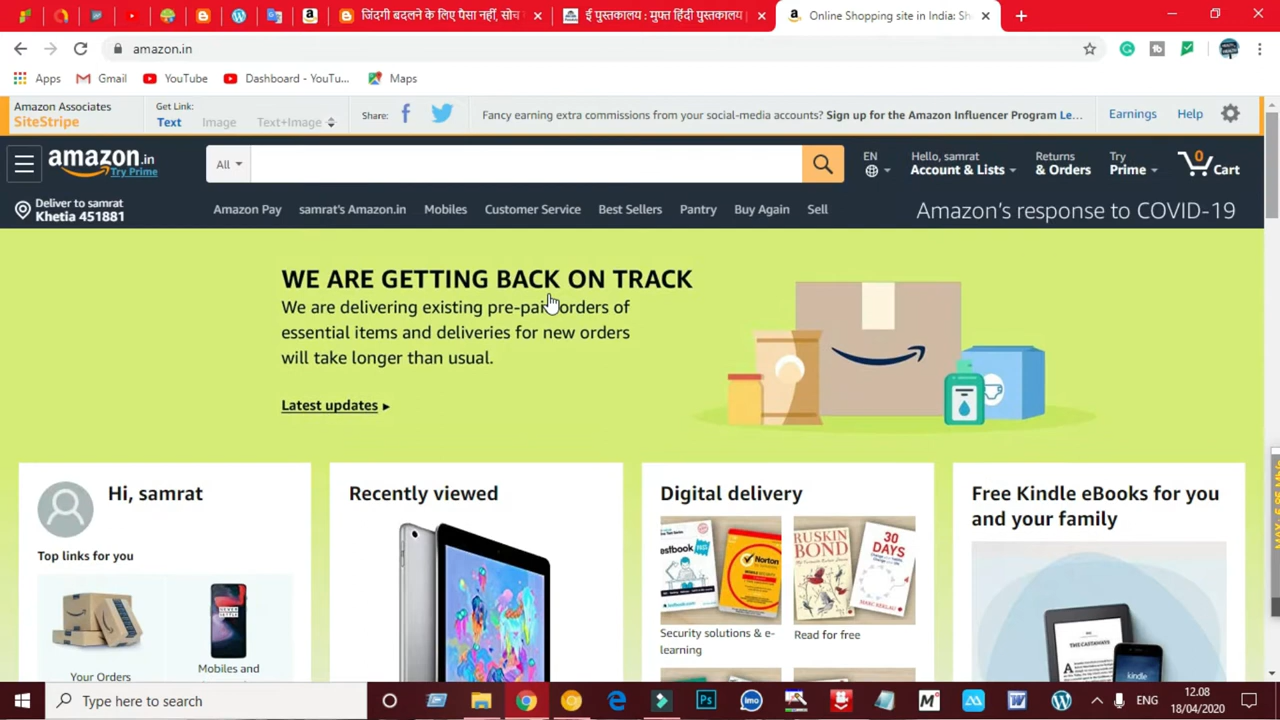 जिंदगी बदलने के लिए पैसा नहीं, सोच
ई पुस्तकालय : मुफ्त हिंदी पुस्तकालय |
Online Shopping site in India: Sh
amazon.in
Apps
Gmail
YouTube
Dashboard - YouTu...
Maps
Amazon Associates
SiteStripe
Get Link:
Text
Image
Text+Image
Share:
Fancy earning extra commissions from your social-media accounts? Sign up for the Amazon Influencer Program Le...
Earnings
Help
amazon.in
Try Prime
All
EN
Hello, samrat
Account & Lists
Returns
& Orders
Try
Prime
0
Cart
Deliver to samrat
Khetia 451881
Amazon Pay
samrat's Amazon.in
Mobiles
Customer Service
Best Sellers
Pantry
Buy Again
Sell
Amazon's response to COVID-19
WE ARE GETTING BACK ON TRACK
We are delivering existing pre-paid orders of
essential items and deliveries for new orders
will take longer than usual.
Latest updates
Hi, samrat
Top links for you
Your Orders
Mobiles and
Recently viewed
Digital delivery
Norton
RUSKIN
BOND
30
DAYS
Security solutions & e-
learning
Read for free
Free Kindle eBooks for you
and your family
THE CASTAWAYS
kindle
Type here to search
Ps
imo
W
ENG
12.08
18/04/2020